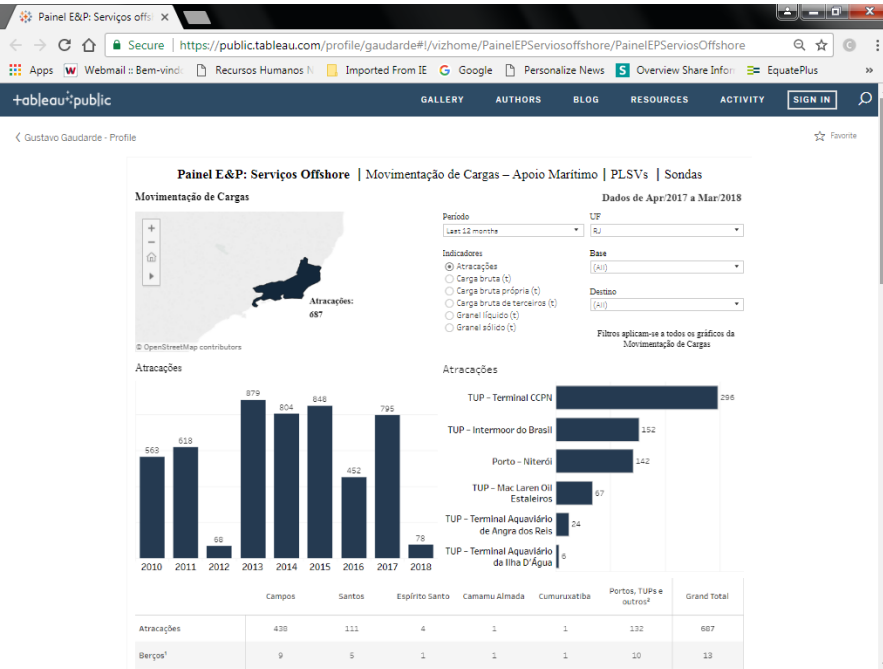 Painel E&P: Serviços offs
Secure | https://public.tableau.com/profile/gaudarde#!/vizhome/PainelEPServiosoffshore/PainelEPServiosOffshore
Apps Webmail :: Bem-vind Recursos Humanos N Imported From IE Google Personalize News Overview Share Infor EquatePlus »
+ableau public GALLERY AUTHORS BLOG RESOURCES ACTIVITY SIGN IN
Gustavo Gaudarde - Profile Favorite
Painel E&P: Serviços Offshore | Movimentação de Cargas – Apoio Marítimo | PLSVs | Sondas
Movimentação de Cargas Dados de Apr/2017 a Mar/2018
Período UF
Last 12 months RJ
Indicadores Base
Atracações (All)
Carga bruta (t)
Carga bruta própria (t) Destino
Carga bruta de terceiros (t) (All)
Granel líquido (t)
Granel sólido (t)
Filtros aplicam-se a todos os gráficos da
Movimentação de Cargas
Atracações:
687
© OpenStreetMap contributors
Atracações
563 618 68 879 804 848 452 795 78
2010 2011 2012 2013 2014 2015 2016 2017 2018
Atracações
TUP – Terminal CCPN 296
TUP – Intermoor do Brasil 152
Porto – Niterói 142
TUP – Mac Laren Oil
Estaleiros 67
TUP – Terminal Aquaviário
de Angra dos Reis 24
TUP – Terminal Aquaviário
da Ilha D'Água 6
Campos Santos Espírito Santo Camamu Almada Cumuruxatiba Portos, TUPs e
outros² Grand Total
Atracações 438 111 4 1 1 132 687
Berços¹ 9 5 1 1 1 10 13